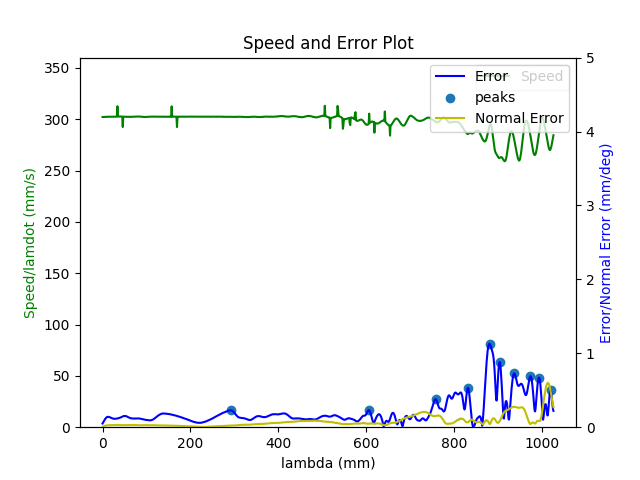 Speed and Error Plot
350
300
250
200
150
100
50
0
Speed/lamdot (mm/s)
5
4
3
2
1
0
Error/Normal Error (mm/deg)
Error
Speed
peaks
Normal Error
0
200
400
600
800
1000
lambda (mm)